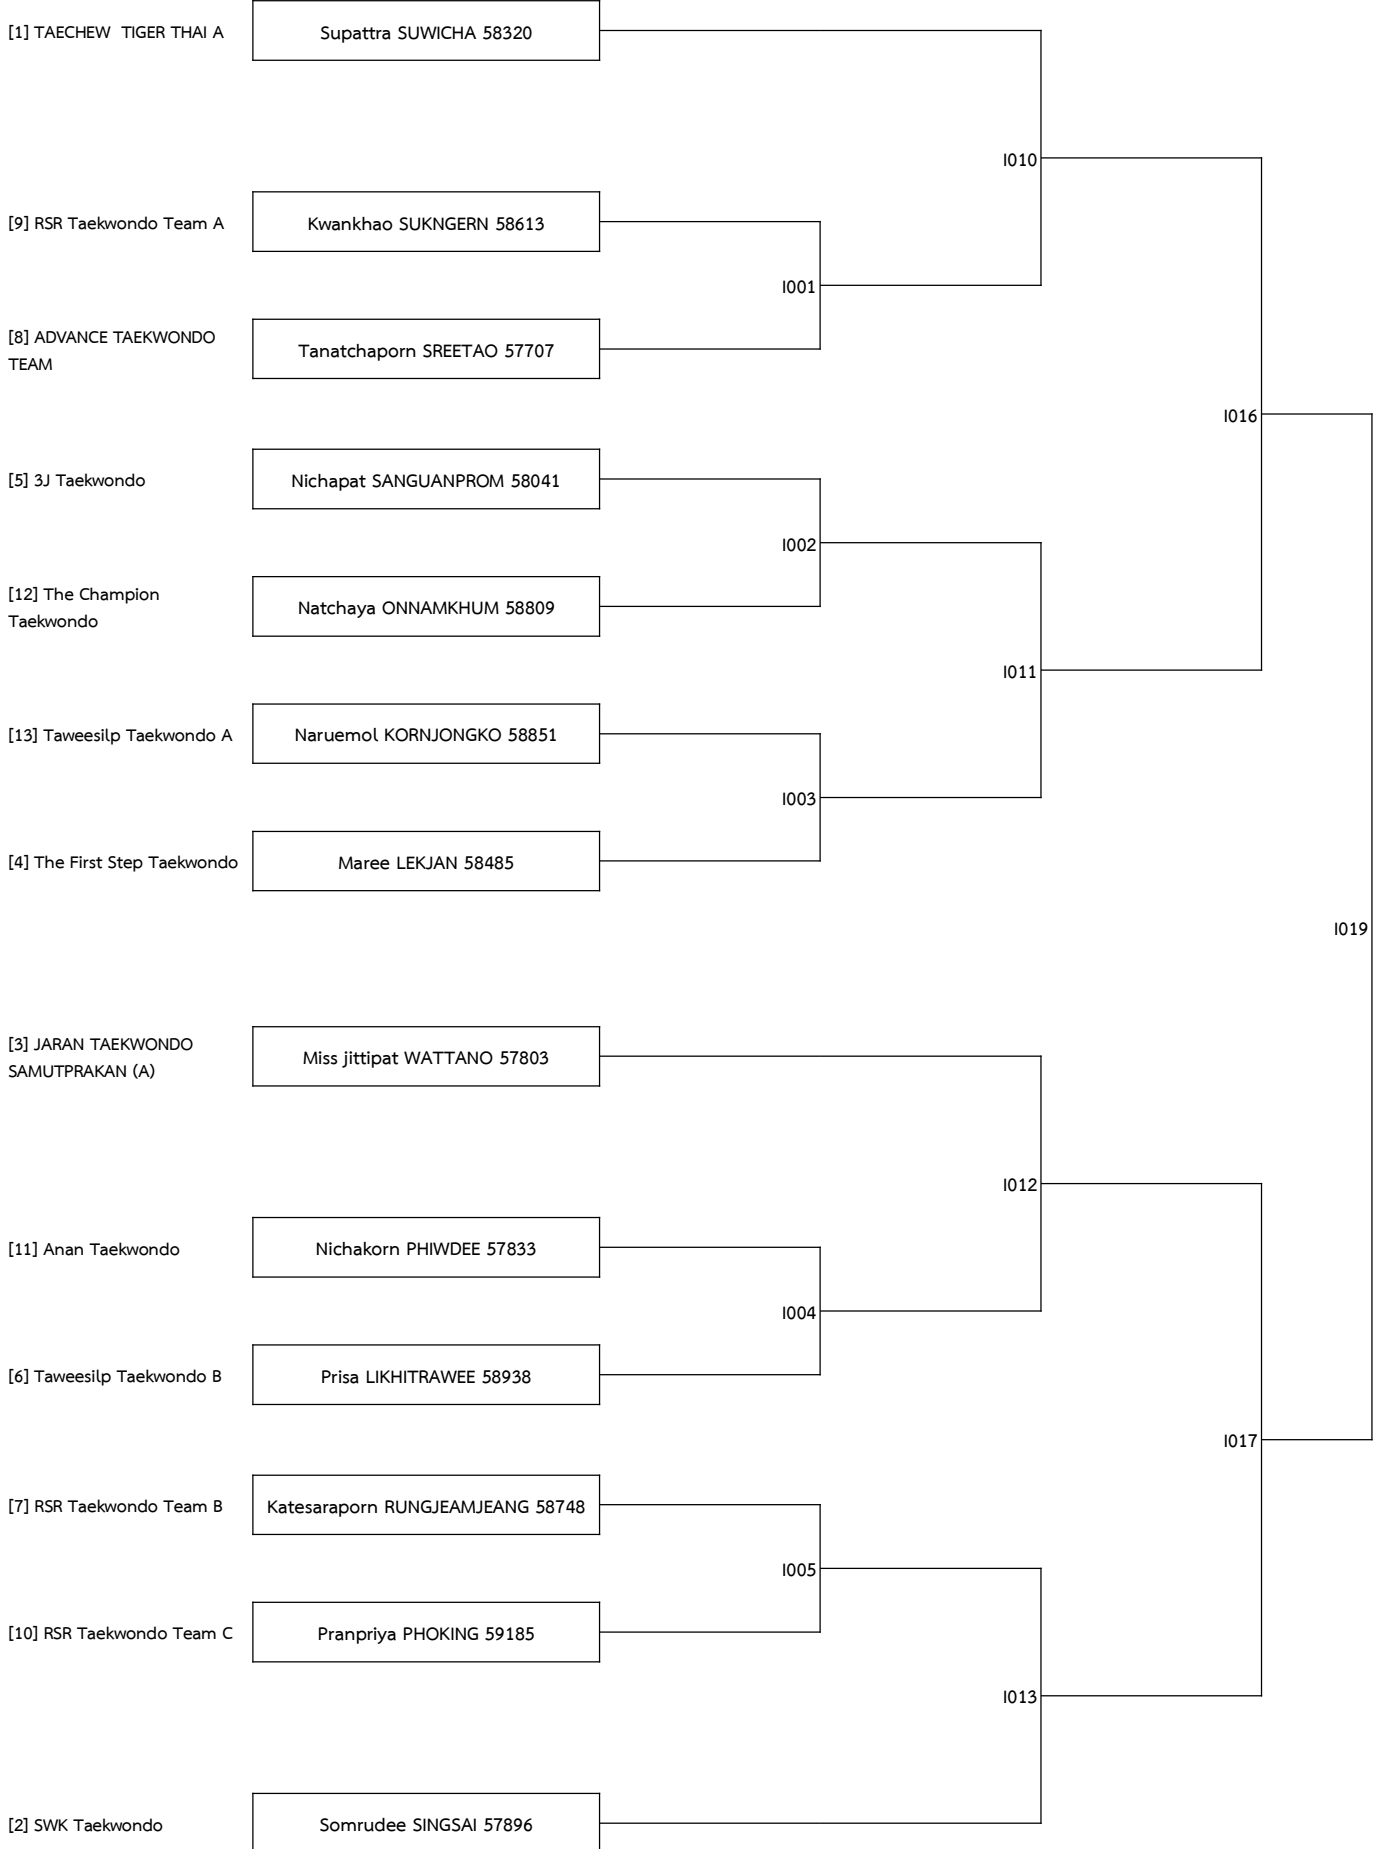 [1] TAECHEW  TIGER THAI A
Supattra SUWICHA 58320
I010
[9] RSR Taekwondo Team A
Kwankhao SUKNGERN 58613
I001
[8] ADVANCE TAEKWONDO
TEAM
Tanatchaporn SREETAO 57707
I016
[5] 3J Taekwondo
Nichapat SANGUANPROM 58041
I002
[12] The Champion
Taekwondo
Natchaya ONNAMKHUM 58809
I011
[13] Taweesilp Taekwondo A
Naruemol KORNJONGKO 58851
I003
[4] The First Step Taekwondo
Maree LEKJAN 58485
I019
[3] JARAN TAEKWONDO
SAMUTPRAKAN (A)
Miss jittipat WATTANO 57803
I012
[11] Anan Taekwondo
Nichakorn PHIWDEE 57833
I004
[6] Taweesilp Taekwondo B
Prisa LIKHITRAWEE 58938
I017
[7] RSR Taekwondo Team B
Katesaraporn RUNGJEAMJEANG 58748
I005
[10] RSR Taekwondo Team C
Pranpriya PHOKING 59185
I013
[2] SWK Taekwondo
Somrudee SINGSAI 57896